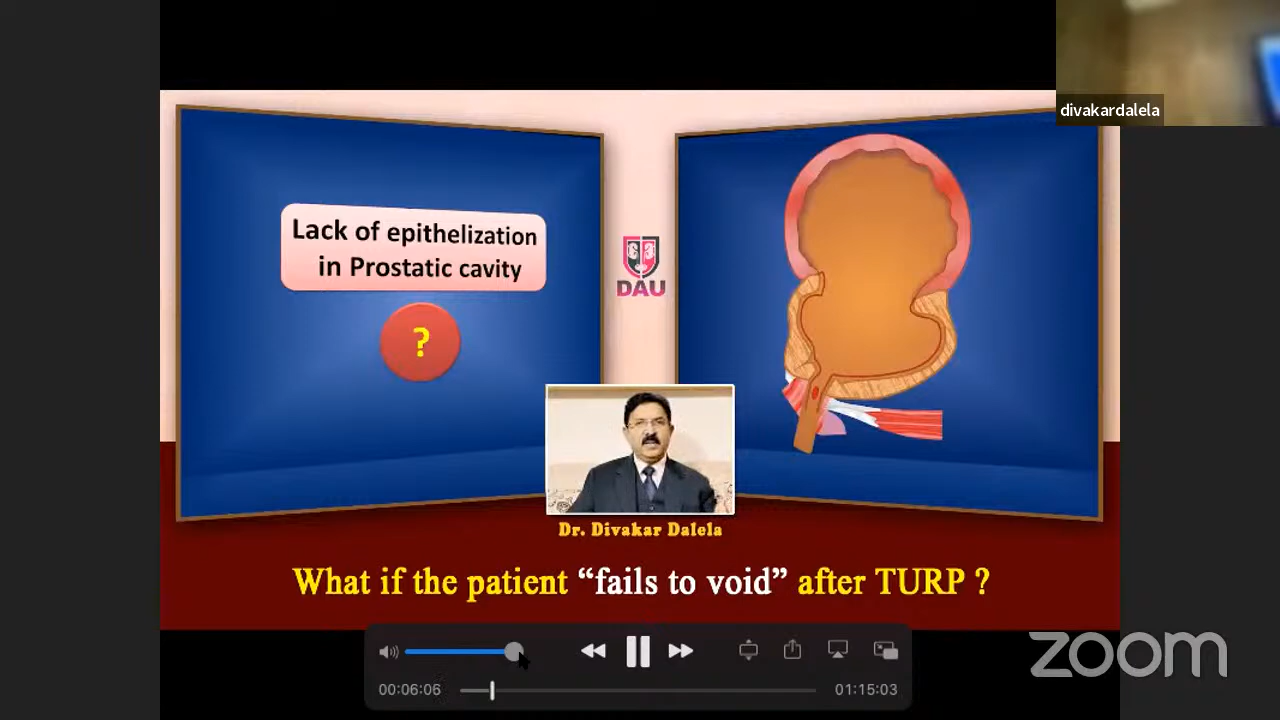 divakardalela
Lack of epithelization
in Prostatic cavity
?
DAU
Dr. Divakar Dalela
What if the patient “fails to void” after TURP ?
00:06:06
01:15:03
zoom